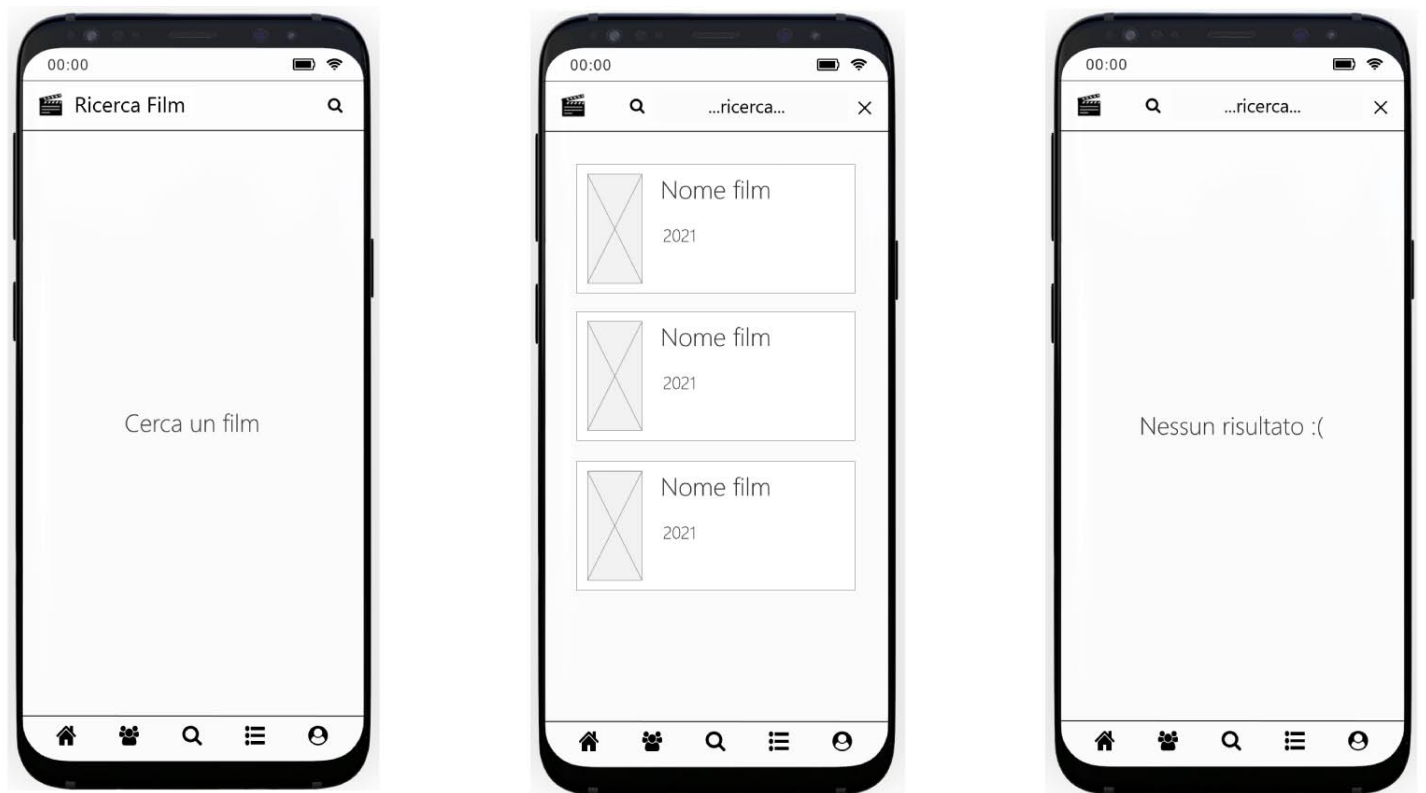 00:00
Ricerca Film
Cerca un film
00:00
...ricerca...
Nome film
2021
Nome film
2021
Nome film
2021
00:00
...ricerca...
Nessun risultato :(